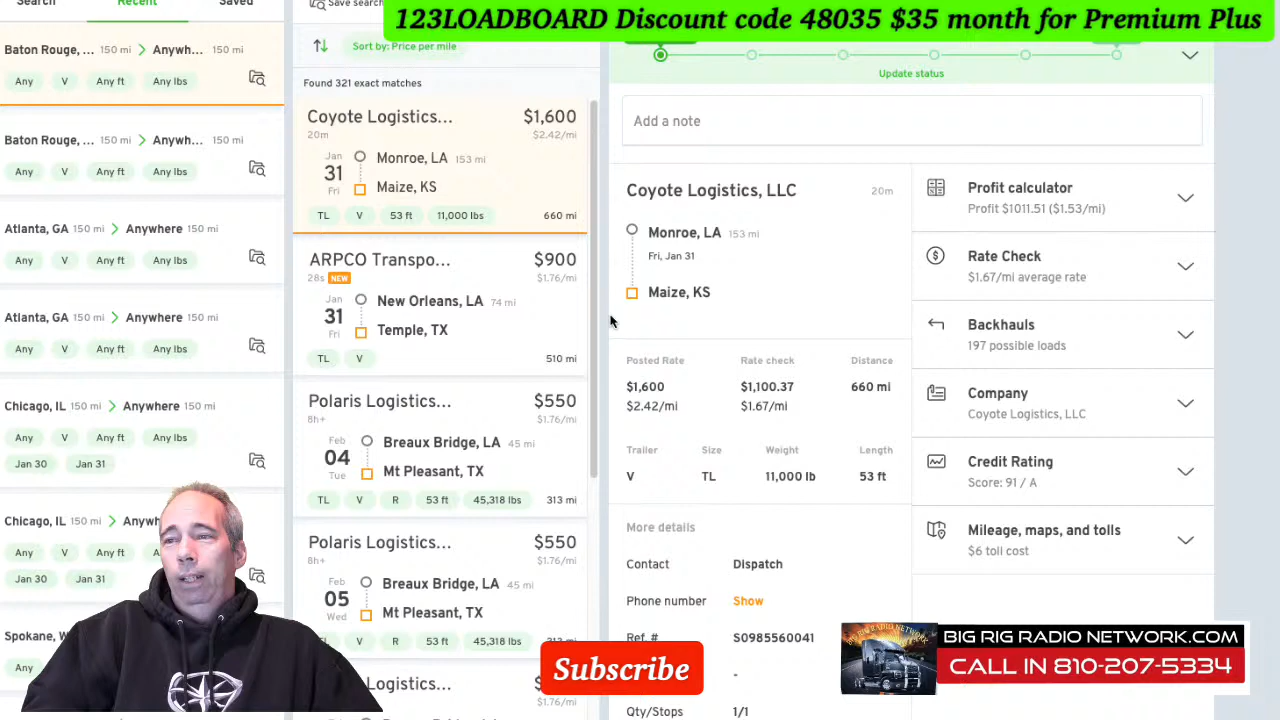 Search
Recent
Saved
Save searc
123LOADBOARD Discount code 48035 $35 month for Premium Plus
Baton Rouge, ... 150 mi > Anywh... 150 mi
Any V Any ft Any lbs
Baton Rouge, ... 150 mi > Anywh... 150 mi
Any V Any ft Any lbs
Atlanta, GA 150 mi > Anywhere 150 mi
Any V Any ft Any lbs
Atlanta, GA 150 mi > Anywhere 150 mi
Any V Any ft Any lbs
Chicago, IL 150 mi > Anywhere 150 mi
Any V Any ft Any lbs
Jan 30 Jan 31
Chicago, IL 150 mi > Anywh
Any V Any ft Any lbs
Jan 30 Jan 31
Spokane, W
Any
Sort by: Price per mile
Found 321 exact matches
Coyote Logistics... $1,600
20m $2.42/mi
Jan 31 Fri
Monroe, LA 153 mi
Maize, KS
TL V 53 ft 11,000 lbs 660 mi
ARPCO Transpo... $900
28s NEW $1.76/mi
Jan 31 Fri
New Orleans, LA 74 mi
Temple, TX
TL V 510 mi
Polaris Logistics... $550
8h+ $1.76/mi
Feb 04 Tue
Breaux Bridge, LA 45 mi
Mt Pleasant, TX
TL V R 53 ft 45,318 lbs 313 mi
Polaris Logistics... $550
8h+ $1.76/mi
Feb 05 Wed
Breaux Bridge, LA 45 mi
Mt Pleasant, TX
TL V R 53 ft 45,318 lbs 313 mi
Logistics...
$1.76/mi
Update status
Add a note
Coyote Logistics, LLC 20m
Monroe, LA 153 mi
Fri, Jan 31
Maize, KS
Posted Rate Rate check Distance
$1,600 $1,100.37 660 mi
$2.42/mi $1.67/mi
Trailer Size Weight Length
V TL 11,000 lb 53 ft
More details
Contact Dispatch
Phone number Show
Ref. # S0985560041
-
Qty/Stops 1/1
Profit calculator
Profit $1011.51 ($1.53/mi)
Rate Check
$1.67/mi average rate
Backhauls
197 possible loads
Company
Coyote Logistics, LLC
Credit Rating
Score: 91 / A
Mileage, maps, and tolls
$6 toll cost
Subscribe
BIG RIG RADIO NETWORK.COM
CALL IN 810-207-5334